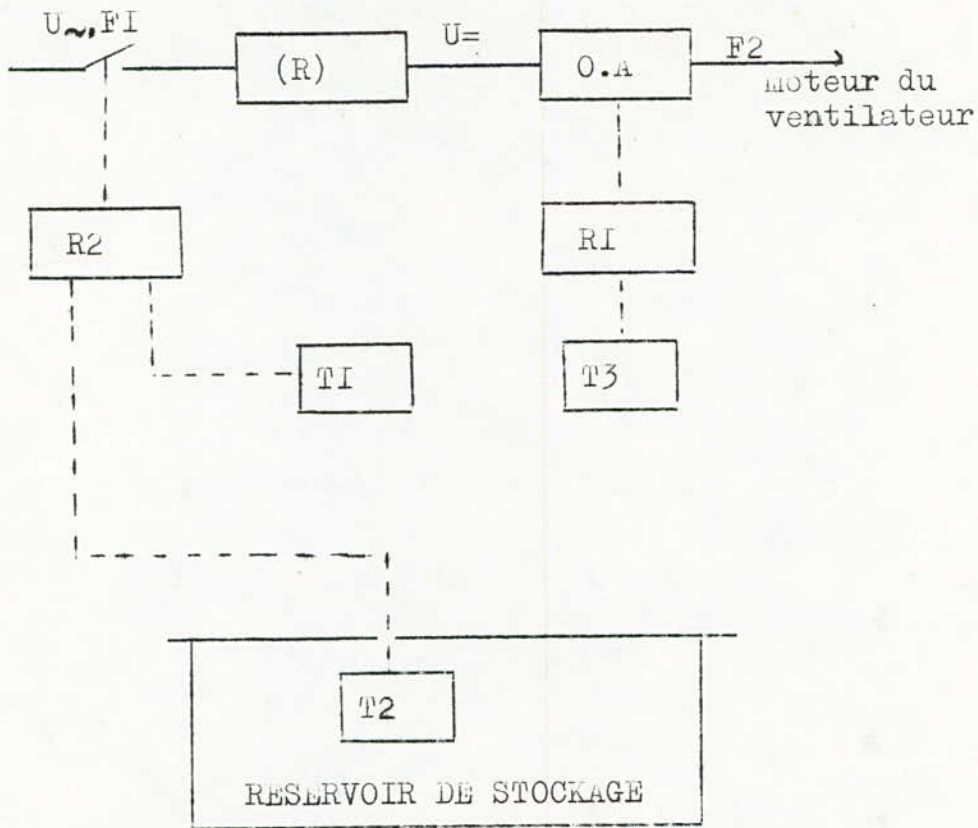 U~,FI
(R)
U=
O.A
F2
moteur du
ventilateur
R2
RI
TI
T3
T2
RESERVOIR DE STOCKAGE